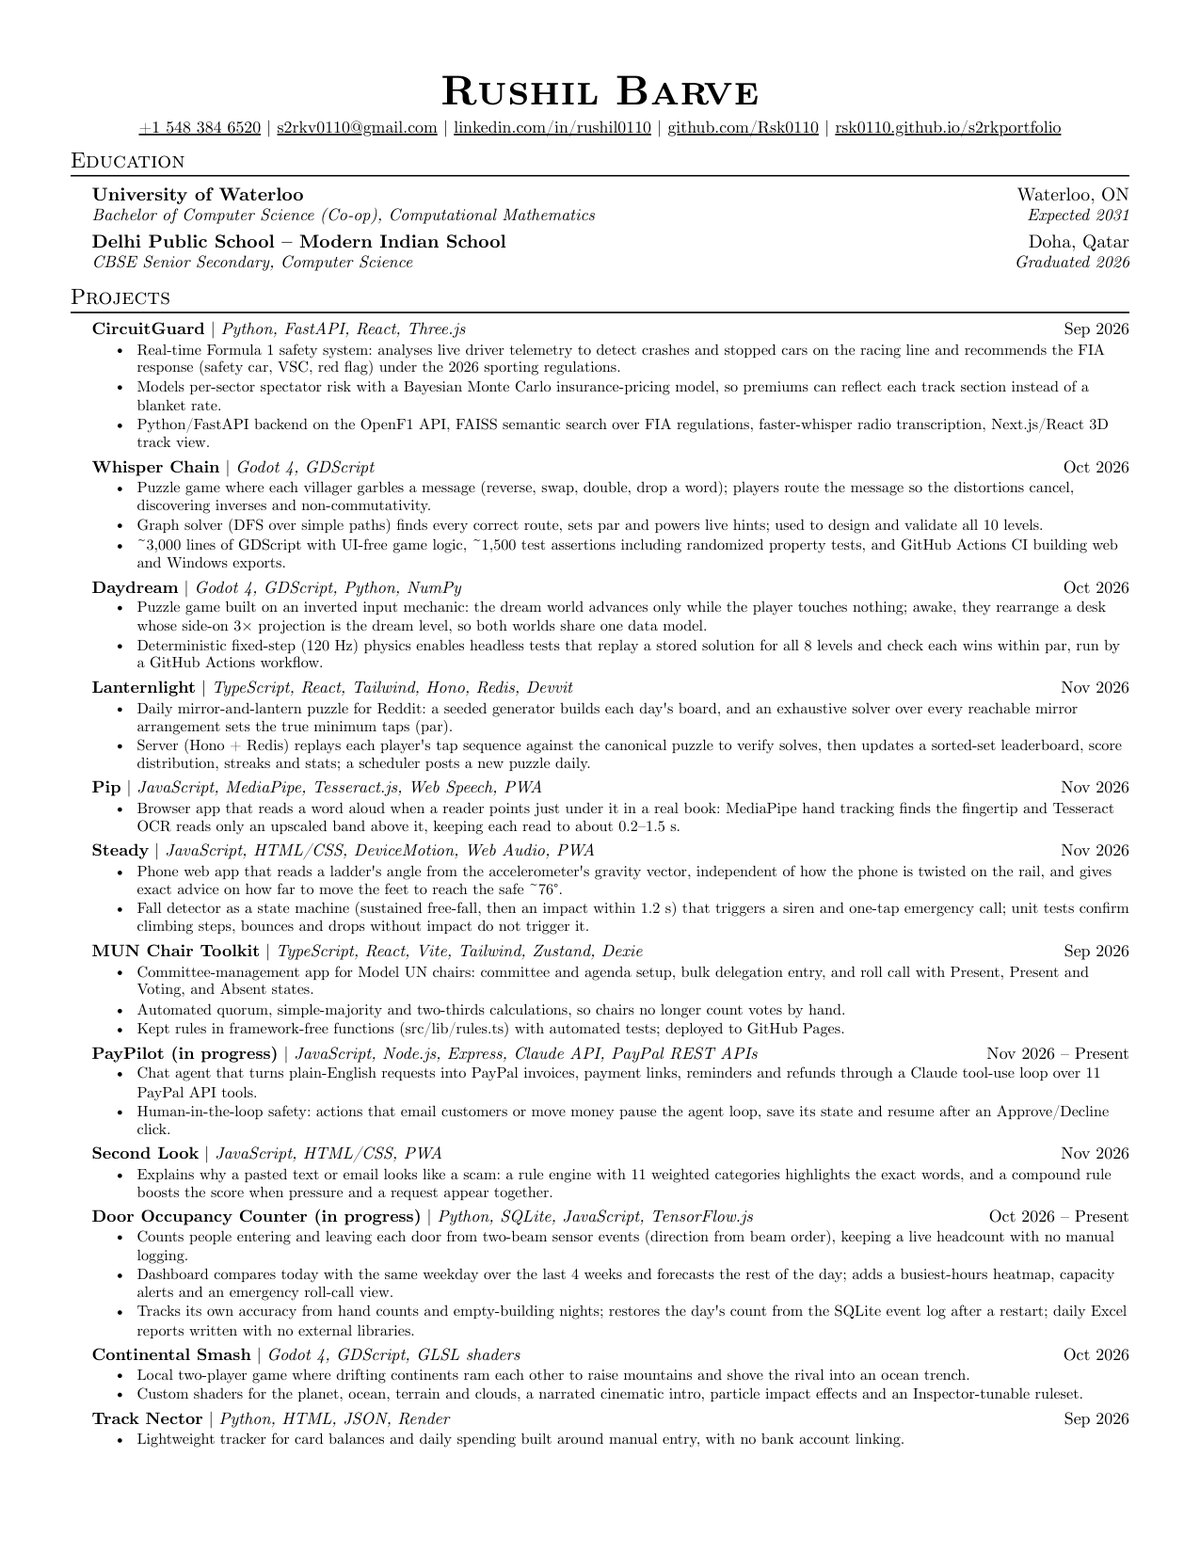 Rushil Barve
+1 548 384 6520 | s2rkv0110@gmail.com | linkedin.com/in/rushil0110 | github.com/Rsk0110 | rsk0110.github.io/s2rkportfolio
Education
University of Waterloo Waterloo, ON
Bachelor of Computer Science (Co-op), Computational Mathematics Expected 2031
Delhi Public School – Modern Indian School Doha, Qatar
CBSE Senior Secondary, Computer Science Graduated 2026
Projects
CircuitGuard | Python, FastAPI, React, Three.js Sep 2026
• Real-time Formula 1 safety system: analyses live driver telemetry to detect crashes and stopped cars on the racing line and recommends the FIA
response (safety car, VSC, red flag) under the 2026 sporting regulations.
• Models per-sector spectator risk with a Bayesian Monte Carlo insurance-pricing model, so premiums can reflect each track section instead of a
blanket rate.
• Python/FastAPI backend on the OpenF1 API, FAISS semantic search over FIA regulations, faster-whisper radio transcription, Next.js/React 3D
track view.
Whisper Chain | Godot 4, GDScript Oct 2026
• Puzzle game where each villager garbles a message (reverse, swap, double, drop a word); players route the message so the distortions cancel,
discovering inverses and non-commutativity.
• Graph solver (DFS over simple paths) finds every correct route, sets par and powers live hints; used to design and validate all 10 levels.
• ~3,000 lines of GDScript with UI-free game logic, ~1,500 test assertions including randomized property tests, and GitHub Actions CI building web
and Windows exports.
Daydream | Godot 4, GDScript, Python, NumPy Oct 2026
• Puzzle game built on an inverted input mechanic: the dream world advances only while the player touches nothing; awake, they rearrange a desk
whose side-on 3× projection is the dream level, so both worlds share one data model.
• Deterministic fixed-step (120 Hz) physics enables headless tests that replay a stored solution for all 8 levels and check each wins within par, run by
a GitHub Actions workflow.
Lanternlight | TypeScript, React, Tailwind, Hono, Redis, Devvit Nov 2026
• Daily mirror-and-lantern puzzle for Reddit: a seeded generator builds each day's board, and an exhaustive solver over every reachable mirror
arrangement sets the true minimum taps (par).
• Server (Hono + Redis) replays each player's tap sequence against the canonical puzzle to verify solves, then updates a sorted-set leaderboard, score
distribution, streaks and stats; a scheduler posts a new puzzle daily.
Pip | JavaScript, MediaPipe, Tesseract.js, Web Speech, PWA Nov 2026
• Browser app that reads a word aloud when a reader points just under it in a real book: MediaPipe hand tracking finds the fingertip and Tesseract
OCR reads only an upscaled band above it, keeping each read to about 0.2–1.5 s.
Steady | JavaScript, HTML/CSS, DeviceMotion, Web Audio, PWA Nov 2026
• Phone web app that reads a ladder's angle from the accelerometer's gravity vector, independent of how the phone is twisted on the rail, and gives
exact advice on how far to move the feet to reach the safe ~76°.
• Fall detector as a state machine (sustained free-fall, then an impact within 1.2 s) that triggers a siren and one-tap emergency call; unit tests confirm
climbing steps, bounces and drops without impact do not trigger it.
MUN Chair Toolkit | TypeScript, React, Vite, Tailwind, Zustand, Dexie Sep 2026
• Committee-management app for Model UN chairs: committee and agenda setup, bulk delegation entry, and roll call with Present, Present and
Voting, and Absent states.
• Automated quorum, simple-majority and two-thirds calculations, so chairs no longer count votes by hand.
• Kept rules in framework-free functions (src/lib/rules.ts) with automated tests; deployed to GitHub Pages.
PayPilot (in progress) | JavaScript, Node.js, Express, Claude API, PayPal REST APIs Nov 2026 – Present
• Chat agent that turns plain-English requests into PayPal invoices, payment links, reminders and refunds through a Claude tool-use loop over 11
PayPal API tools.
• Human-in-the-loop safety: actions that email customers or move money pause the agent loop, save its state and resume after an Approve/Decline
click.
Second Look | JavaScript, HTML/CSS, PWA Nov 2026
• Explains why a pasted text or email looks like a scam: a rule engine with 11 weighted categories highlights the exact words, and a compound rule
boosts the score when pressure and a request appear together.
Door Occupancy Counter (in progress) | Python, SQLite, JavaScript, TensorFlow.js Oct 2026 – Present
• Counts people entering and leaving each door from two-beam sensor events (direction from beam order), keeping a live headcount with no manual
logging.
• Dashboard compares today with the same weekday over the last 4 weeks and forecasts the rest of the day; adds a busiest-hours heatmap, capacity
alerts and an emergency roll-call view.
• Tracks its own accuracy from hand counts and empty-building nights; restores the day's count from the SQLite event log after a restart; daily Excel
reports written with no external libraries.
Continental Smash | Godot 4, GDScript, GLSL shaders Oct 2026
• Local two-player game where drifting continents ram each other to raise mountains and shove the rival into an ocean trench.
• Custom shaders for the planet, ocean, terrain and clouds, a narrated cinematic intro, particle impact effects and an Inspector-tunable ruleset.
Track Nector | Python, HTML, JSON, Render Sep 2026
• Lightweight tracker for card balances and daily spending built around manual entry, with no bank account linking.